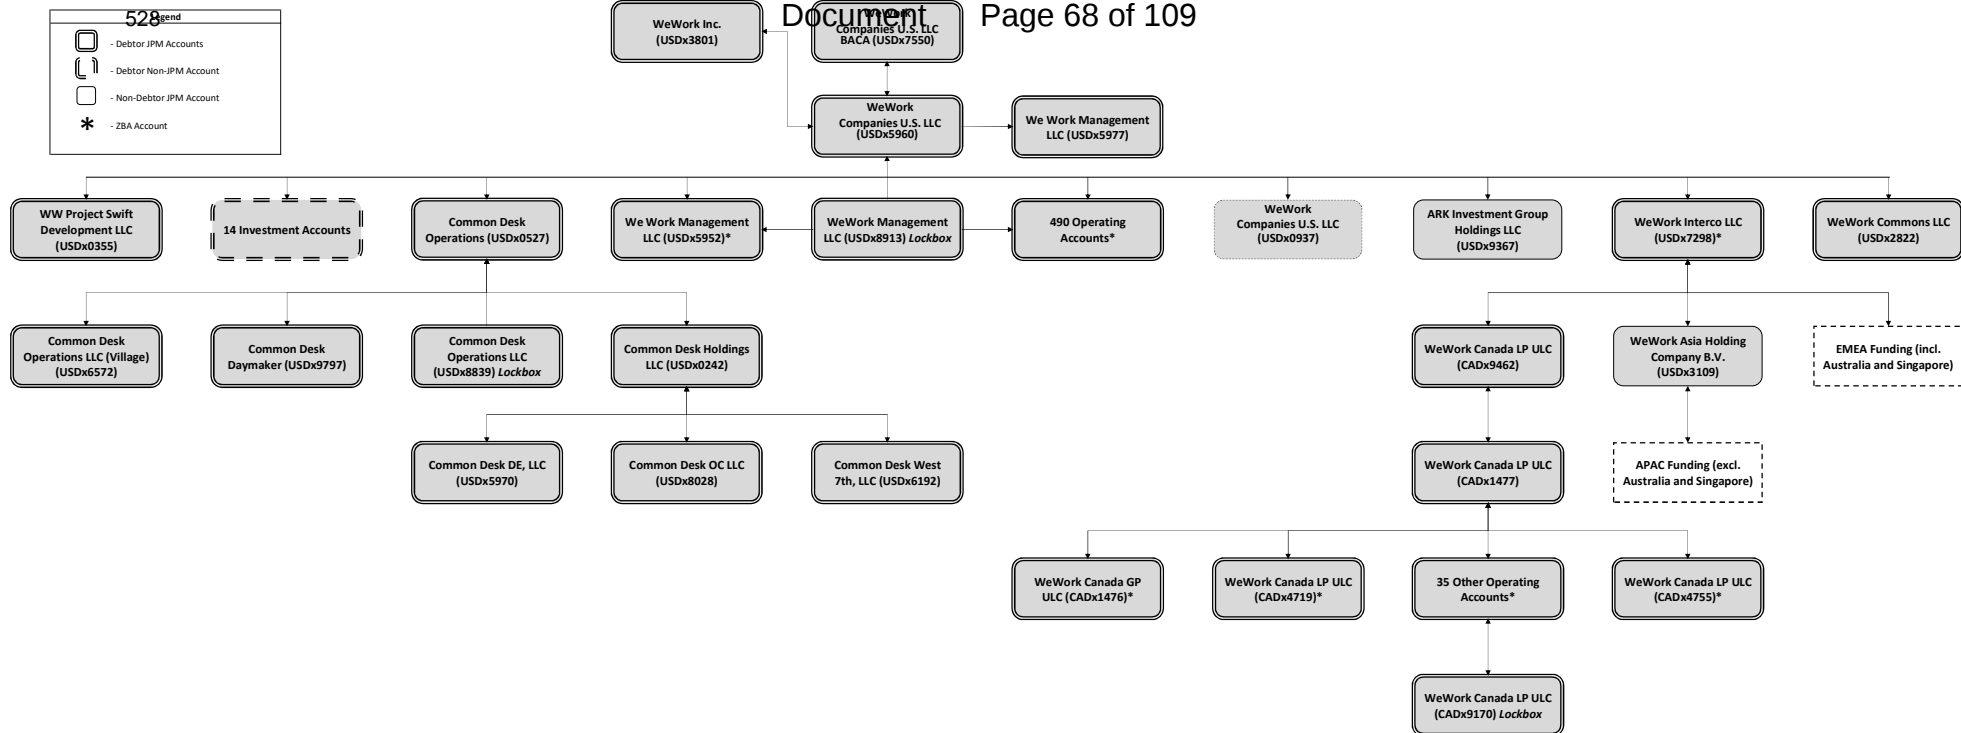 528
Document Page 68 of 109
Legend
- Debtor JPM Accounts
- Debtor Non-JPM Account
- Non-Debtor JPM Account
* - ZBA Account
WeWork Inc.
(USDx3801)
WeWork
Companies U.S. LLC
BACA (USDx7550)
WeWork
Companies U.S. LLC
(USDx5960)
We Work Management
LLC (USDx5977)
WW Project Swift
Development LLC
(USDx0355)
14 Investment Accounts
Common Desk
Operations (USDx0527)
We Work Management
LLC (USDx5952)*
WeWork Management
LLC (USDx8913) Lockbox
490 Operating
Accounts*
WeWork
Companies U.S. LLC
(USDx0937)
ARK Investment Group
Holdings LLC
(USDx9367)
WeWork Interco LLC
(USDx7298)*
WeWork Commons LLC
(USDx2822)
Common Desk
Operations LLC (Village)
(USDx6572)
Common Desk
Daymaker (USDx9797)
Common Desk
Operations LLC
(USDx8839) Lockbox
Common Desk Holdings
LLC (USDx0242)
WeWork Canada LP ULC
(CADx9462)
WeWork Asia Holding
Company B.V.
(USDx3109)
EMEA Funding (incl.
Australia and Singapore)
Common Desk DE, LLC
(USDx5970)
Common Desk OC LLC
(USDx8028)
Common Desk West
7th, LLC (USDx6192)
WeWork Canada LP ULC
(CADx1477)
APAC Funding (excl.
Australia and Singapore)
WeWork Canada GP
ULC (CADx1476)*
WeWork Canada LP ULC
(CADx4719)*
35 Other Operating
Accounts*
WeWork Canada LP ULC
(CADx4755)*
WeWork Canada LP ULC
(CADx9170) Lockbox